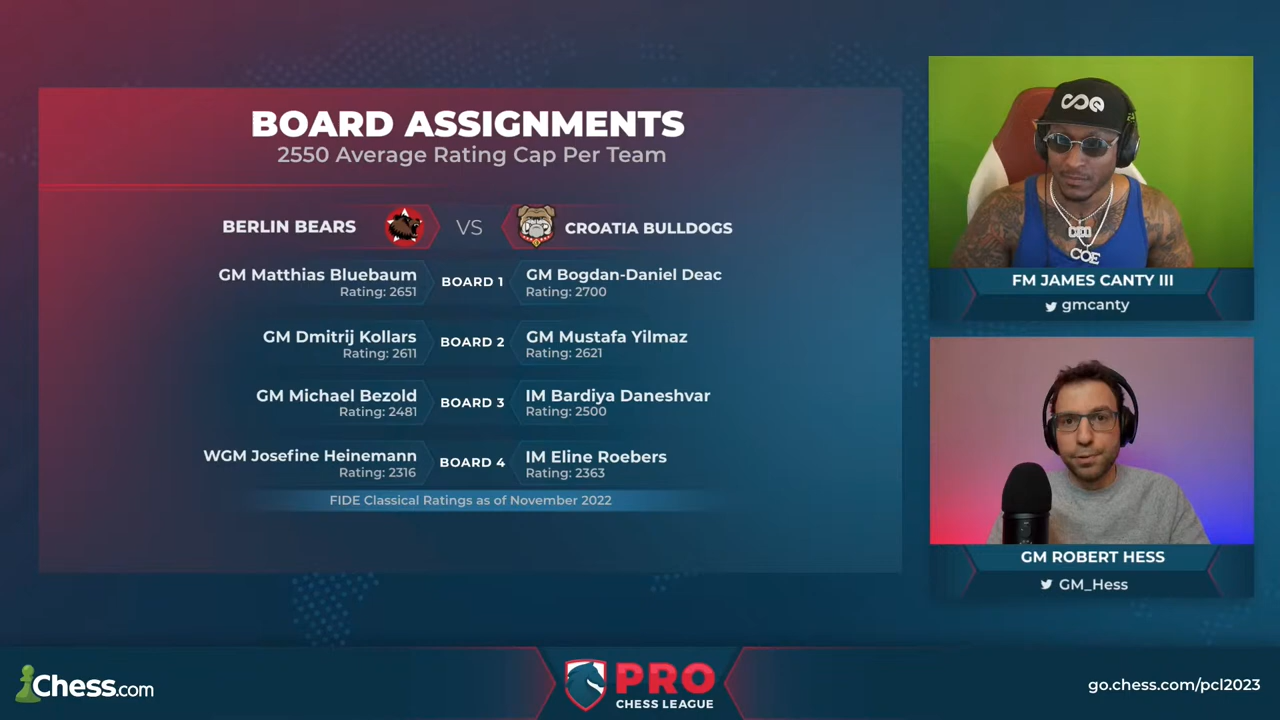 BOARD ASSIGNMENTS
2550 Average Rating Cap Per Team
BERLIN BEARS
VS
CROATIA BULLDOGS
GM Matthias Bluebaum
Rating: 2651
BOARD 1
GM Bogdan-Daniel Deac
Rating: 2700
GM Dmitrij Kollars
Rating: 2611
BOARD 2
GM Mustafa Yilmaz
Rating: 2621
GM Michael Bezold
Rating: 2481
BOARD 3
IM Bardiya Daneshvar
Rating: 2500
WGM Josefine Heinemann
Rating: 2316
BOARD 4
IM Eline Roebers
Rating: 2363
FIDE Classical Ratings as of November 2022
COE
FM JAMES CANTY III
gmcanty
GM ROBERT HESS
GM_Hess
Chess.com
PRO
CHESS LEAGUE
go.chess.com/pcl2023